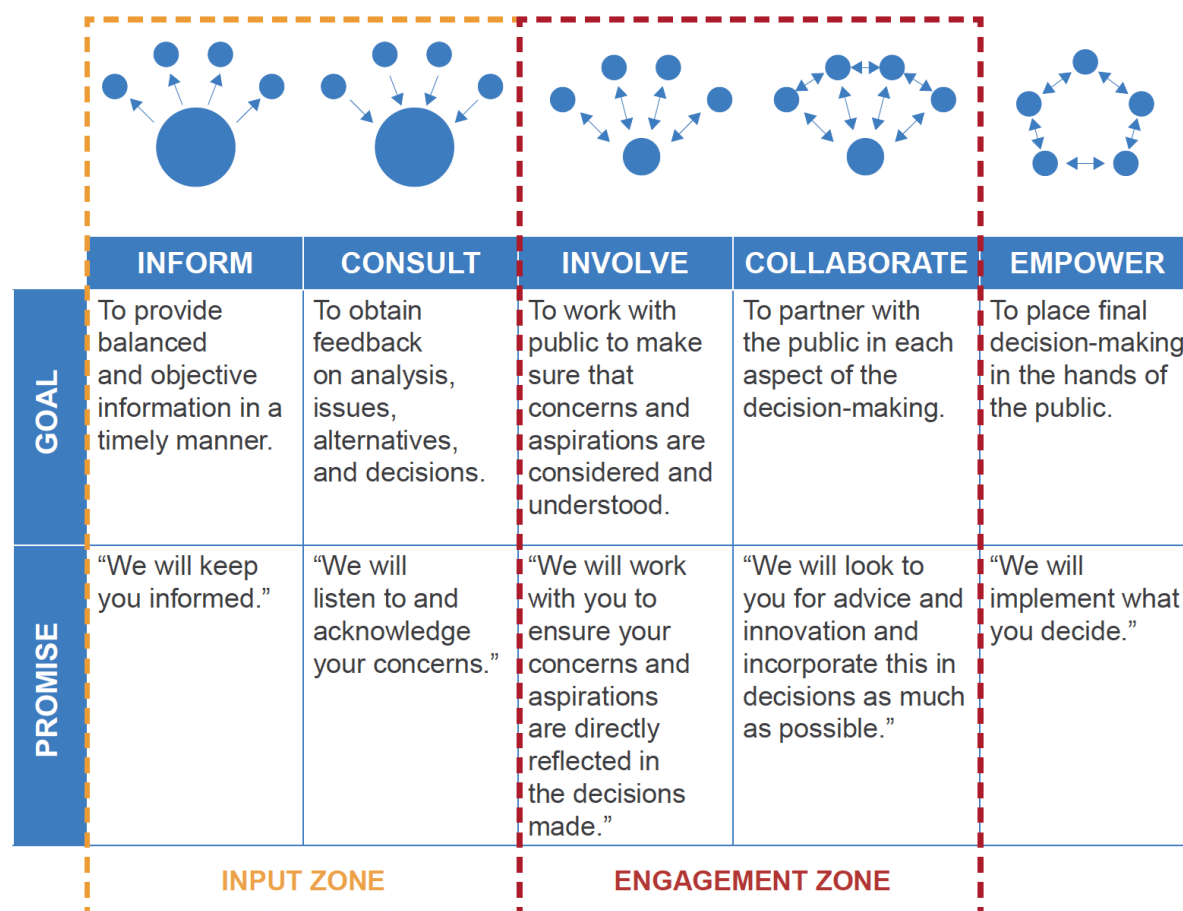 INFORM
CONSULT
INVOLVE
COLLABORATE
EMPOWER
GOAL
To provide
balanced
and objective
information in a
timely manner.
To obtain
feedback
on analysis,
issues,
alternatives,
and decisions.
To work with
public to make
sure that
concerns and
aspirations are
considered and
understood.
To partner with
the public in each
aspect of the
decision-making.
To place final
decision-making
in the hands of
the public.
PROMISE
“We will keep
you informed.”
“We will
listen to and
acknowledge
your concerns.”
“We will work
with you to
ensure your
concerns and
aspirations
are directly
reflected in
the decisions
made.”
“We will look to
you for advice and
innovation and
incorporate this in
decisions as much
as possible.”
“We will
implement what
you decide.”
INPUT ZONE
ENGAGEMENT ZONE